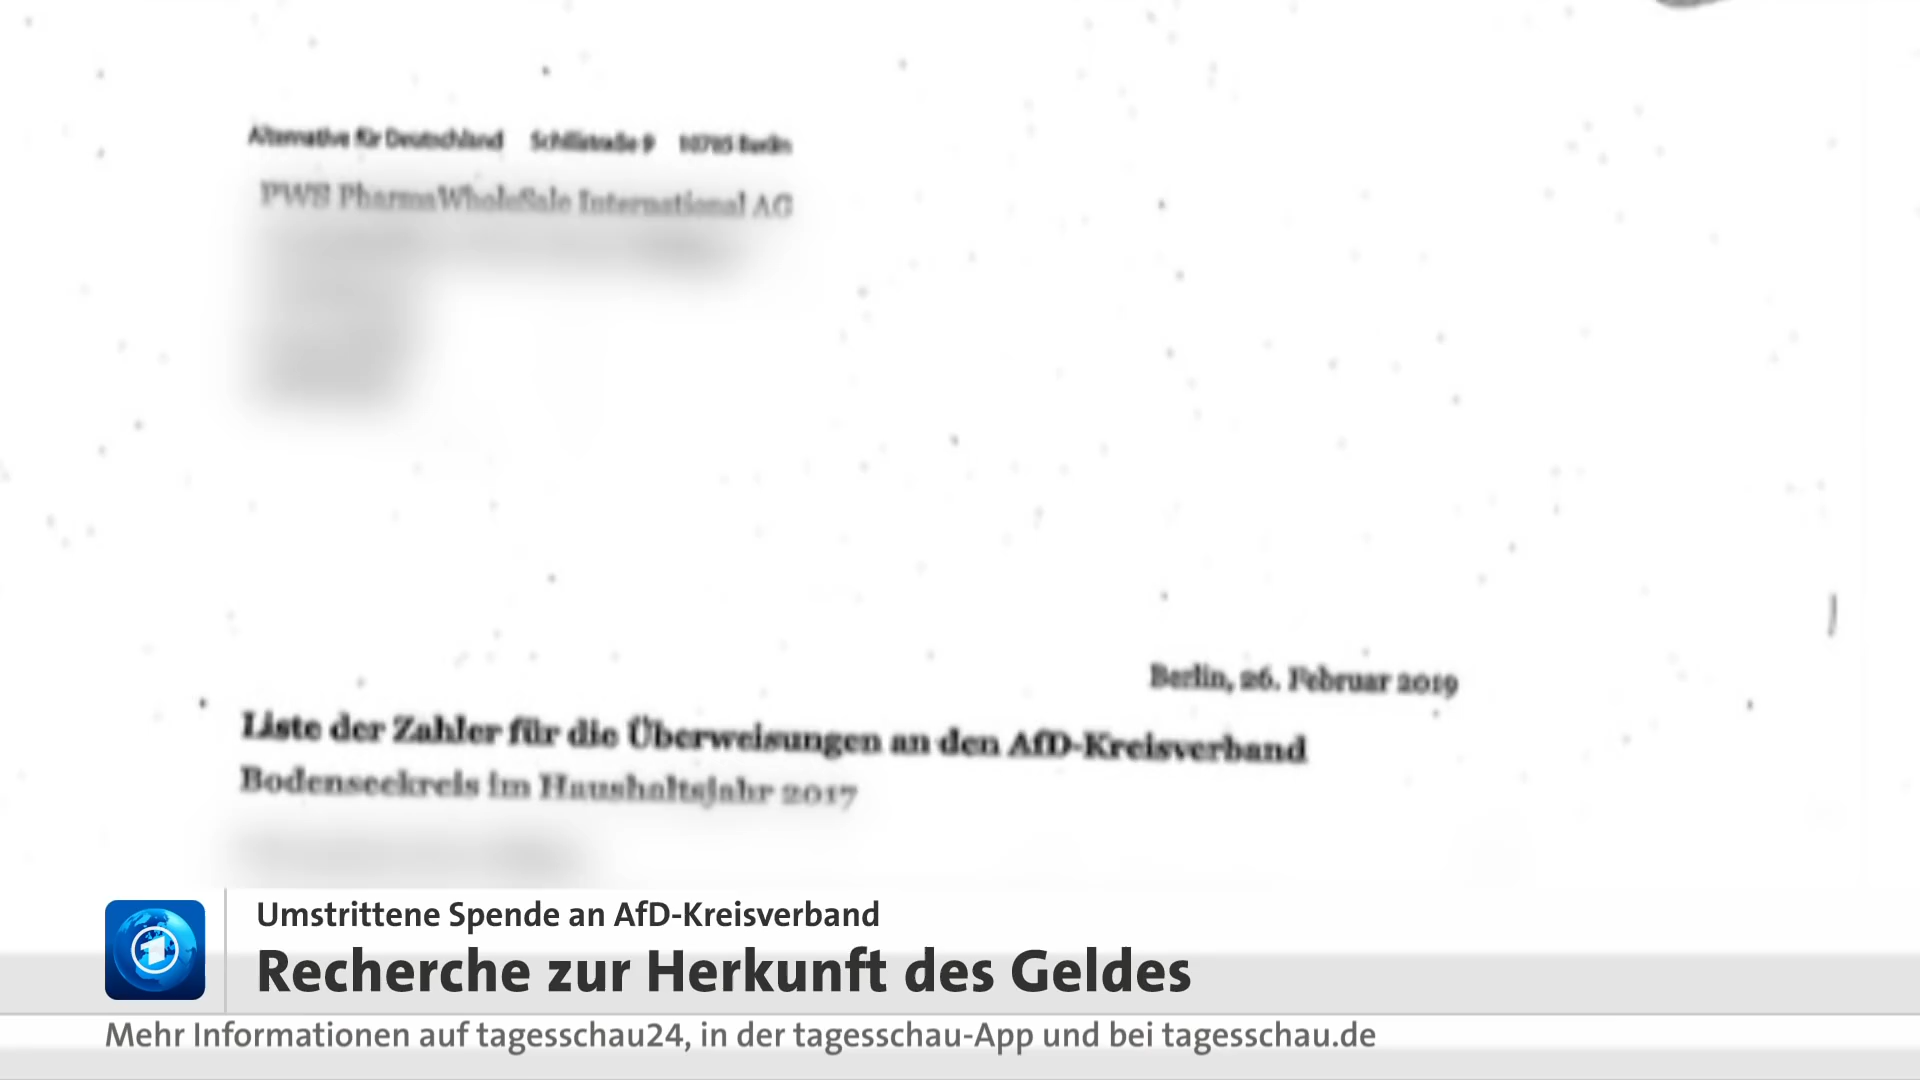 Alternative für Deutschland Schillstraße 9 10785 Berlin
PWS PharmaWholeSale International AG
Berlin, 26. Februar 2019
Liste der Zahler für die Überweisungen an den AfD-Kreisverband
Bodenseekreis im Haushaltsjahr 2017
Umstrittene Spende an AfD-Kreisverband
Recherche zur Herkunft des Geldes
Mehr Informationen auf tagesschau24, in der tagesschau-App und bei tagesschau.de